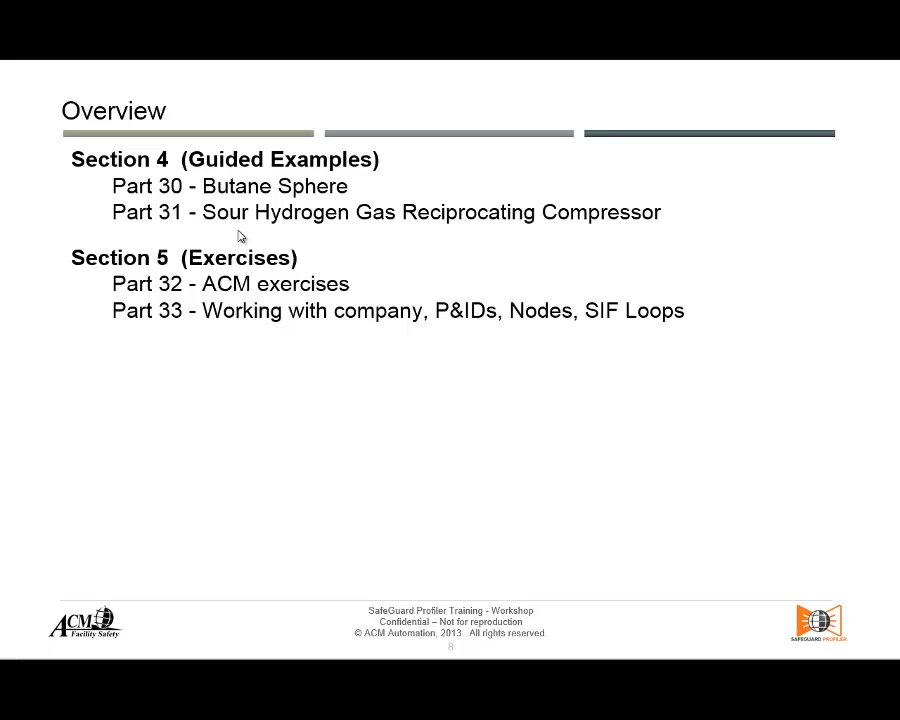 Overview
Section 4 (Guided Examples)
Part 30 - Butane Sphere
Part 31 - Sour Hydrogen Gas Reciprocating Compressor
Section 5 (Exercises)
Part 32 - ACM exercises
Part 33 - Working with company, P&IDs, Nodes, SIF Loops
ACM
Facility Safety
SafeGuard Profiler Training - Workshop
Confidential – Not for reproduction
© ACM Automation, 2013. All rights reserved.
8
SAFEGUARD PROFILER